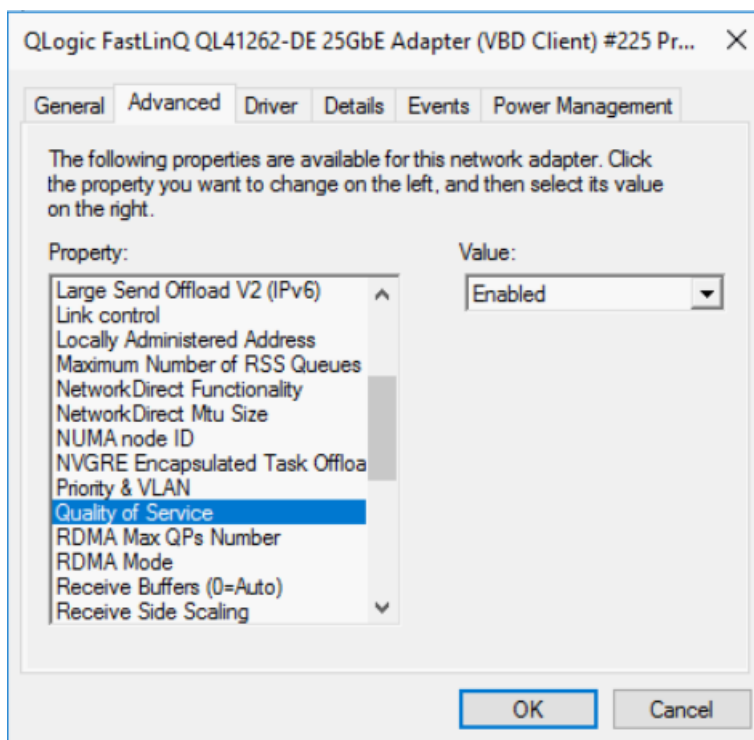 QLogic FastLinQ QL41262-DE 25GbE Adapter (VBD Client) #225 Pr...
General Advanced Driver Details Events Power Management
The following properties are available for this network adapter. Click
the property you want to change on the left, and then select its value
on the right.
Property:
Value:
Large Send Offload V2 (IPv6)
Link control
Locally Administered Address
Maximum Number of RSS Queues
NetworkDirect Functionality
NetworkDirect Mtu Size
NUMA node ID
NVGRE Encapsulated Task Offloa
Priority & VLAN
Quality of Service
RDMA Max QPs Number
RDMA Mode
Receive Buffers (0=Auto)
Receive Side Scaling
Enabled
OK
Cancel